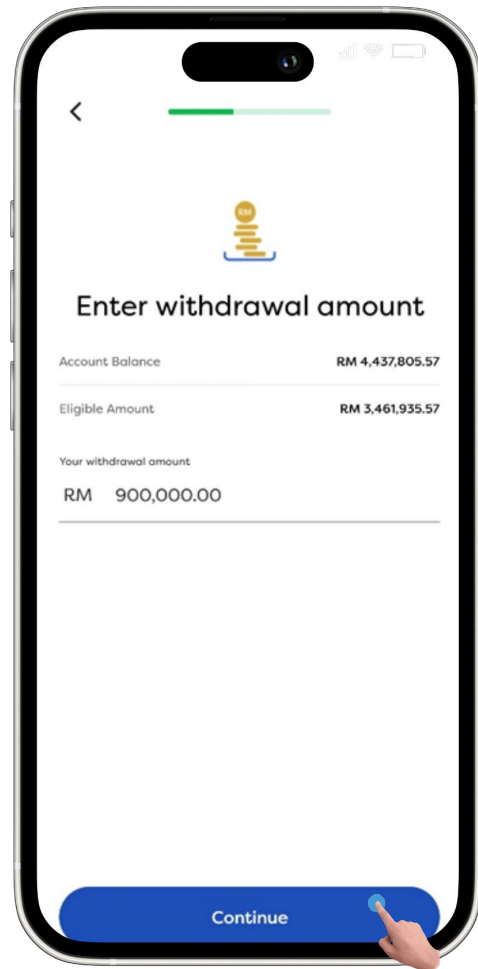 RM
Enter withdrawal amount
Account Balance RM 4,437,805.57
Eligible Amount RM 3,461,935.57
Your withdrawal amount
RM 900,000.00
Continue